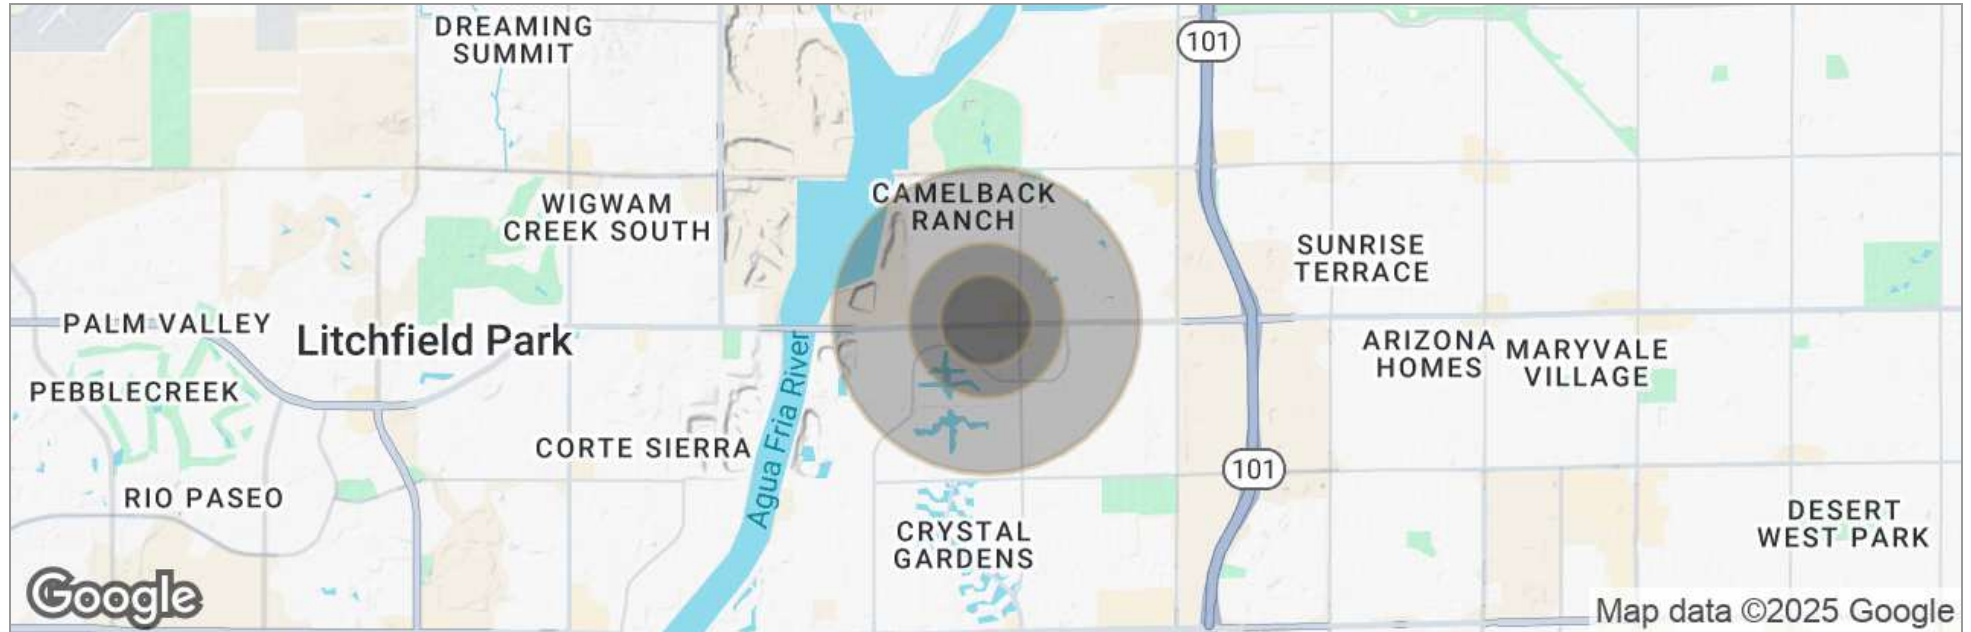 DREAMING
SUMMIT
101
WIGWAM
CREEK SOUTH
CAMELBACK
RANCH
SUNRISE
TERRACE
PALM VALLEY
Litchfield Park
ARIZONA
HOMES
MARYVALE
VILLAGE
PEBBLECREEK
Agua Fria River
CORTE SIERRA
101
RIO PASEO
CRYSTAL
GARDENS
DESERT
WEST PARK
Google
Map data ©2025 Google